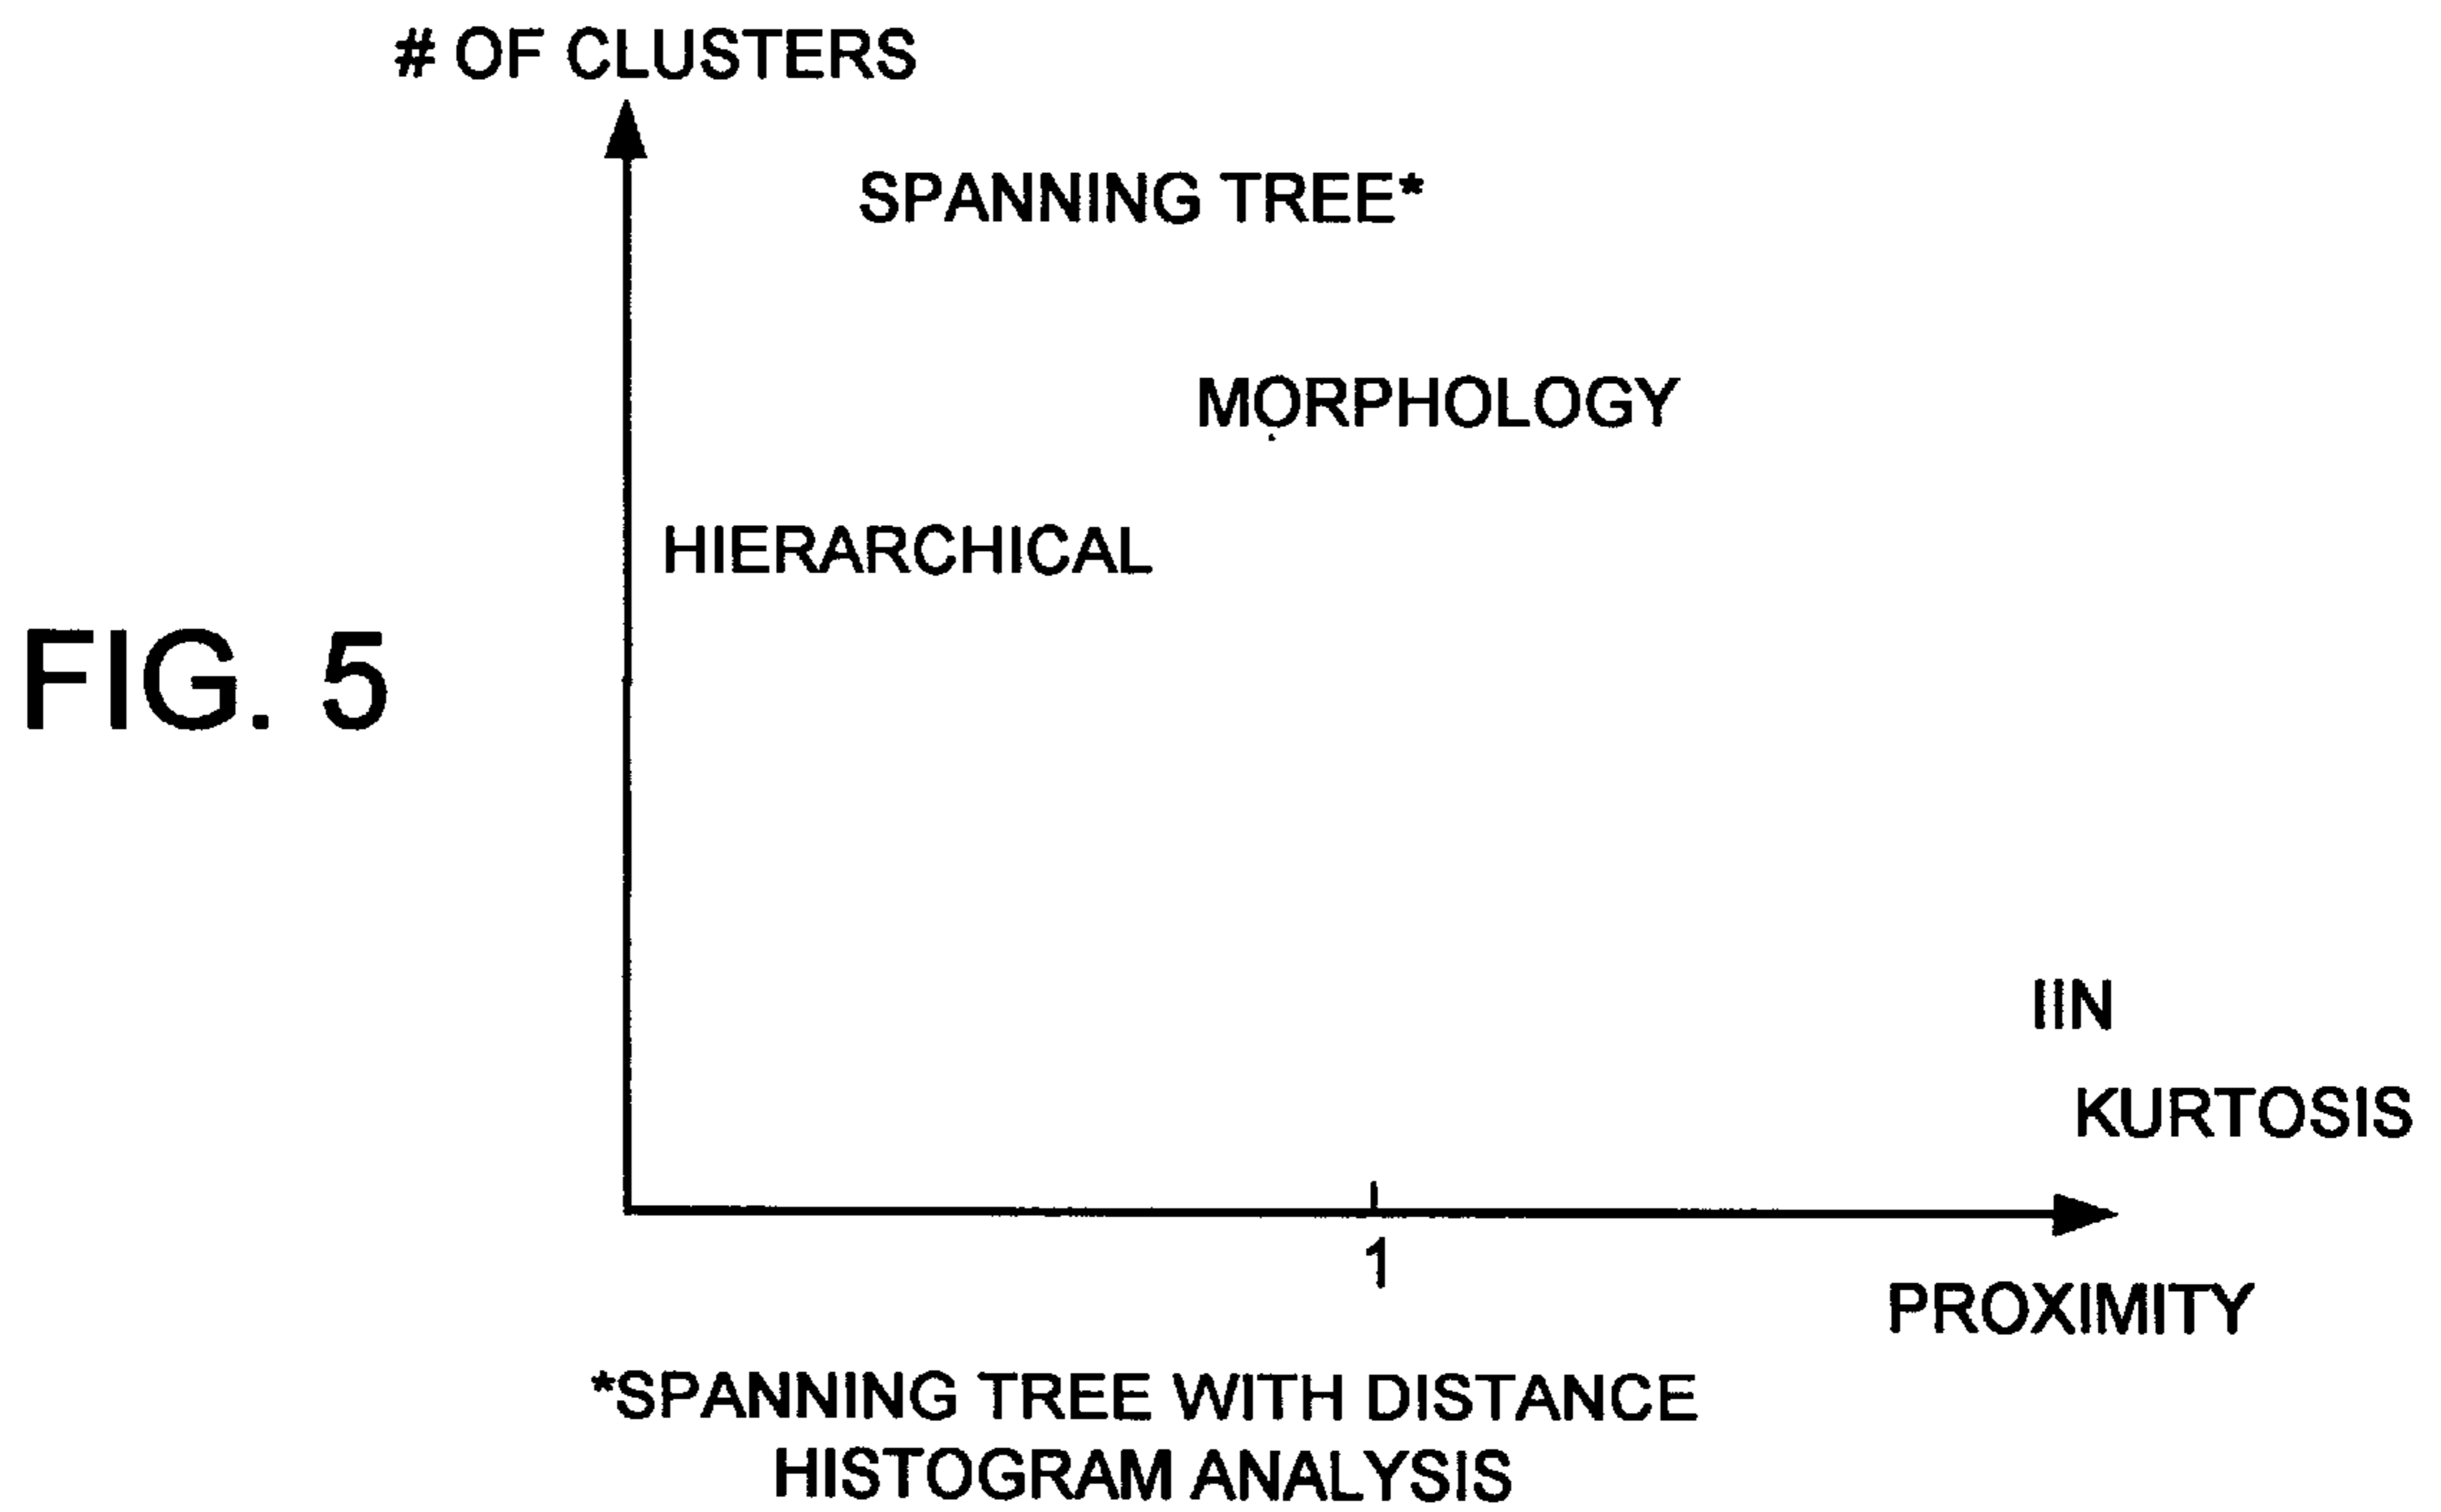 # OF CLUSTERS
SPANNING TREE*
MORPHOLOGY
HIERARCHICAL
FIG. 5
IIN
KURTOSIS
1
PROXIMITY
*SPANNING TREE WITH DISTANCE
HISTOGRAM ANALYSIS